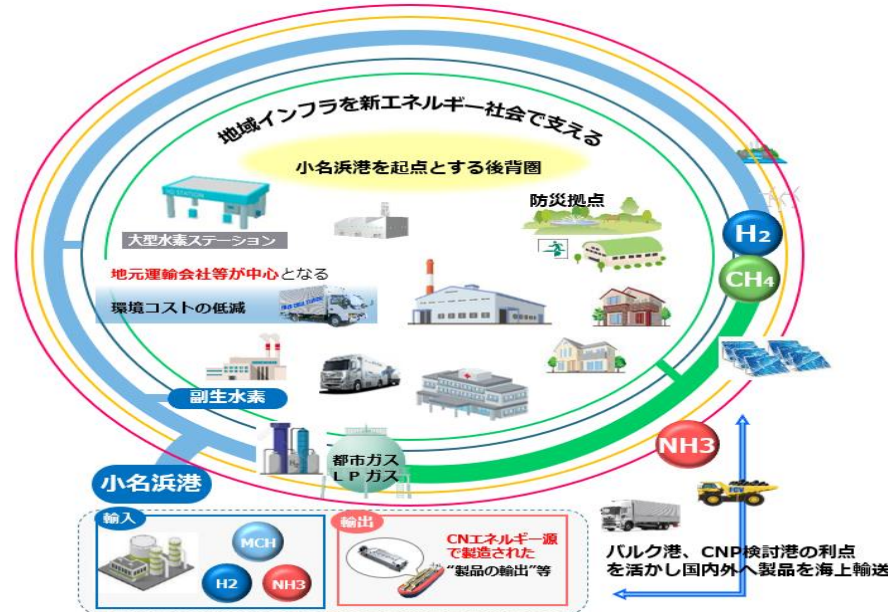 地域インフラを新エネルギー社会で支える
小名浜港を起点とする後背圏
防災拠点
大型水素ステーション
地元運輸会社等が中心となる
環境コストの低減
H2
CH4
副生水素
都市ガス
LPガス
NH3
小名浜港
輸入
MCH
H2
NH3
輸出
CNエネルギー源
で製造された
“製品の輸出”等
FCV
バルク港、CNP検討港の利点
を活かし国内外へ製品を海上輸送